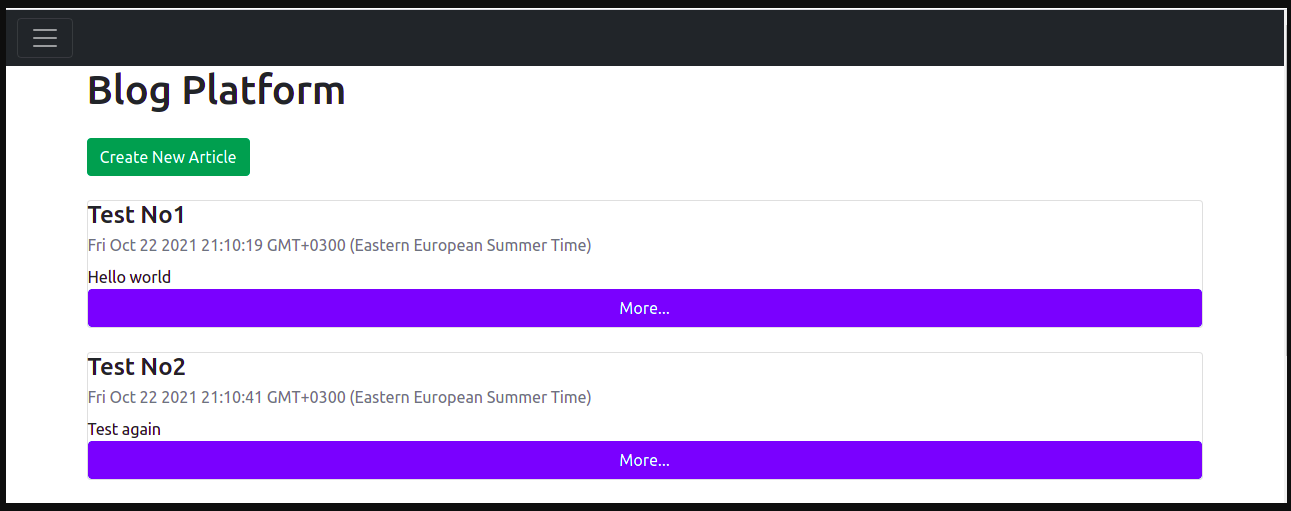 Blog Platform
Create New Article
Test No1
Fri Oct 22 2021 21:10:19 GMT+0300 (Eastern European Summer Time)
Hello world
More...
Test No2
Fri Oct 22 2021 21:10:41 GMT+0300 (Eastern European Summer Time)
Test again
More...